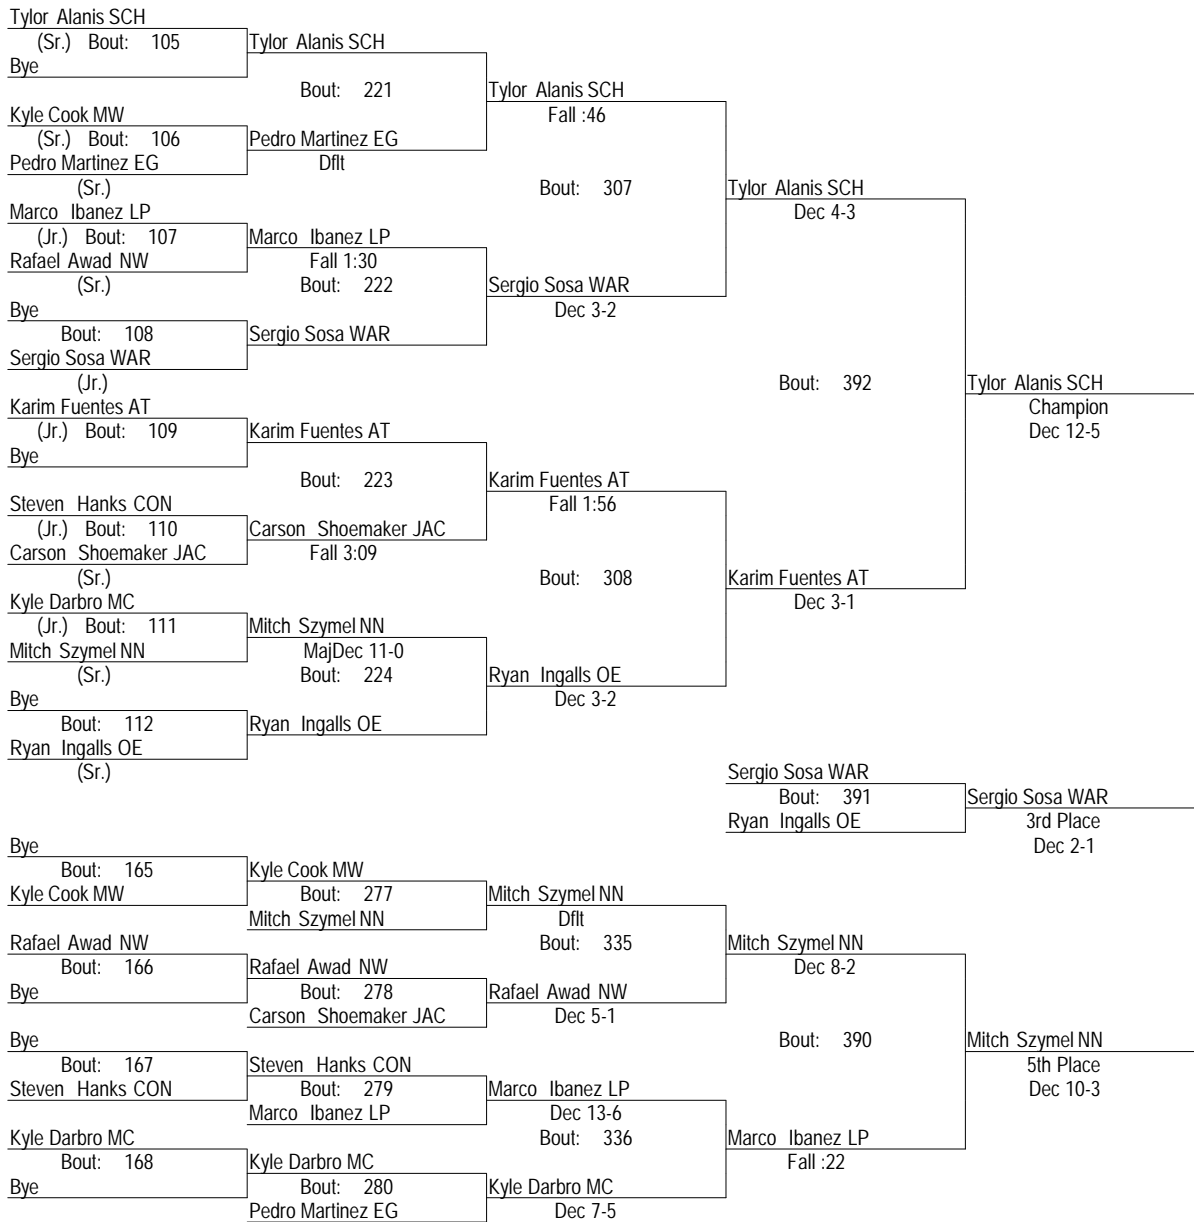 Tylor Alanis SCH
(Sr.) Bout: 105 Tylor Alanis SCH
Bye
Bout: 221 Tylor Alanis SCH
Kyle Cook MW Fall :46
(Sr.) Bout: 106 Pedro Martinez EG
Pedro Martinez EG Dflt
(Sr.) Bout: 307 Tylor Alanis SCH
Marco Ibanez LP Dec 4-3
(Jr.) Bout: 107 Marco Ibanez LP
Rafael Awad NW Fall 1:30
(Sr.) Bout: 222 Sergio Sosa WAR
Bye Dec 3-2
Bout: 108 Sergio Sosa WAR
Sergio Sosa WAR
(Jr.) Bout: 392 Tylor Alanis SCH
Karim Fuentes AT Champion
(Jr.) Bout: 109 Karim Fuentes AT Dec 12-5
Bye
Bout: 223 Karim Fuentes AT
Steven Hanks CON Fall 1:56
(Jr.) Bout: 110 Carson Shoemaker JAC
Carson Shoemaker JAC Fall 3:09
(Sr.) Bout: 308 Karim Fuentes AT
Kyle Darbro MC Dec 3-1
(Jr.) Bout: 111 Mitch Szymel NN
Mitch Szymel NN MajDec 11-0
(Sr.) Bout: 224 Ryan Ingalls OE
Bye Dec 3-2
Bout: 112 Ryan Ingalls OE
Ryan Ingalls OE
(Sr.) Sergio Sosa WAR
Bout: 391 Sergio Sosa WAR
Ryan Ingalls OE 3rd Place
Bye Dec 2-1
Bout: 165 Kyle Cook MW
Kyle Cook MW Bout: 277 Mitch Szymel NN
Mitch Szymel NN Dflt
Rafael Awad NW Bout: 335 Mitch Szymel NN
Bout: 166 Rafael Awad NW Dec 8-2
Bye Bout: 278 Rafael Awad NW
Carson Shoemaker JAC Dec 5-1
Bye Bout: 390 Mitch Szymel NN
Bout: 167 Steven Hanks CON 5th Place
Steven Hanks CON Bout: 279 Marco Ibanez LP Dec 10-3
Marco Ibanez LP Dec 13-6
Kyle Darbro MC Bout: 336 Marco Ibanez LP
Bout: 168 Kyle Darbro MC Fall :22
Bye Bout: 280 Kyle Darbro MC
Pedro Martinez EG Dec 7-5